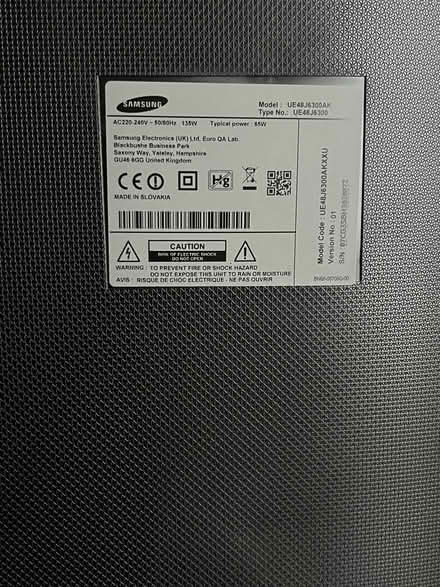 SAMSUNG
Model : UE48J6300AK
Type No.: UE48J6300
AC220-240V ~ 50/60Hz 135W Typical power : 65W
Samsung Electronics (UK) Ltd, Euro QA Lab.
Blackbushe Business Park
Saxony Way, Yateley, Hampshire
GU46 6GG United Kingdom
CE
Hg
MADE IN SLOVAKIA
CAUTION
RISK OF ELECTRIC SHOCK
DO NOT OPEN
WARNING : TO PREVENT FIRE OR SHOCK HAZARD
DO NOT EXPOSE THIS UNIT TO RAIN OR MOISTURE
AVIS : RISQUE DE CHOC ELECTRIQUE - NE PAS OUVRIR
Model Code : UE48J6300AKXXU
Version No : 01
S/N :